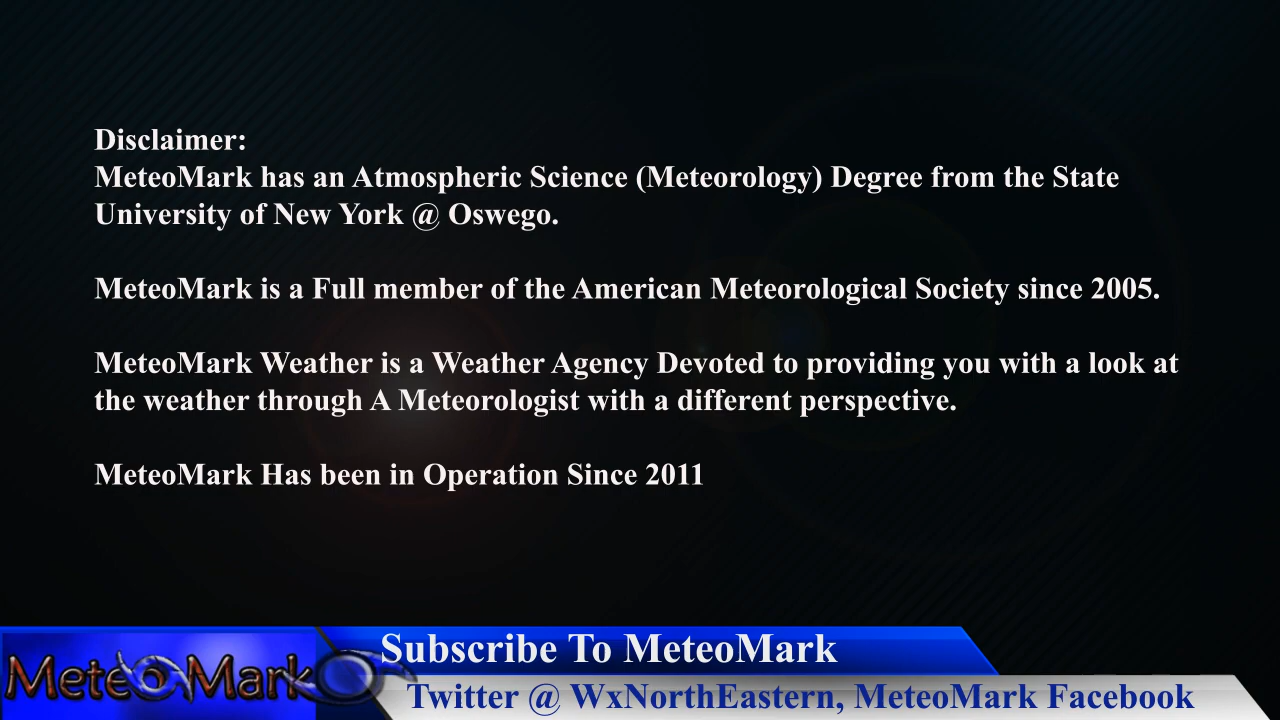 Disclaimer:
MeteoMark has an Atmospheric Science (Meteorology) Degree from the State
University of New York @ Oswego.
MeteoMark is a Full member of the American Meteorological Society since 2005.
MeteoMark Weather is a Weather Agency Devoted to providing you with a look at
the weather through A Meteorologist with a different perspective.
MeteoMark Has been in Operation Since 2011
Subscribe To MeteoMark
MeteoMark
Twitter @ WxNorthEastern, MeteoMark Facebook